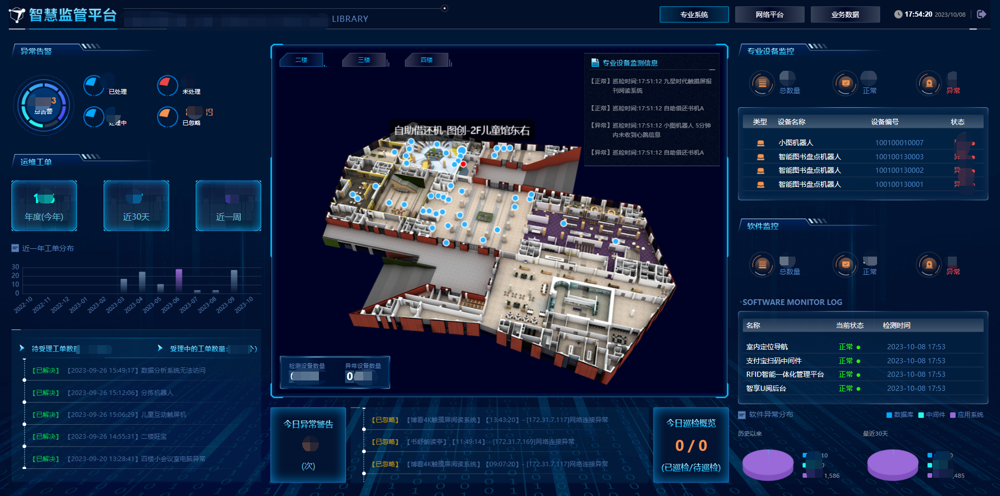 智慧监管平台
LIBRARY
专业系统
网络平台
业务数据
17:54:20 2023/10/08
异常告警
3
总告警
已处理
未处理
处理中
19
已忽略
运维工单
年度(今年)
近30天
近一周
近一年工单分布
30
20
10
0
2022-10
2022-11
2022-12
2023-01
2023-02
2023-03
2023-04
2023-05
2023-06
2023-07
2023-08
2023-09
2023-10
待受理工单数量
受理中的工单数量: 个)
【已解决】 【2023-09-26 15:49:17】数据分析系统无法访问
【已解决】 【2023-09-26 15:12:06】分拣机器人
【已解决】 【2023-09-26 15:06:29】儿童互动触屏机
【已解决】 【2023-09-26 14:55:31】二楼旺宝
【已解决】 【2023-09-20 13:28:41】四楼小会议室电脑异常
二楼
三楼
四楼
专业设备监测信息
【正常】巡检时间:17:51:12 九星时代触摸屏报
刊阅读系统
【正常】巡检时间:17:51:12 自助借还书机A
【异常】巡检时间:17:51:12 小图机器人 5分钟
内未收到心跳信息
【异常】巡检时间:17:51:12 自助借还书机A
自助借还机-图创-2F儿童馆东右
检测设备数量
异常设备数量
0
今日异常警告
(次)
【已忽略】 【博看4K触摸屏阅读系统】【13:43:20】- [172.31.7.117]网络连接异常
【已忽略】 【书舒朗读亭】【11:49:14】- [172.31.7.169]网络连接异常
【已忽略】 【博看4K触摸屏阅读系统】【09:07:20】- [172.31.7.117]网络连接异常
今日巡检概览
0 / 0
(已巡检/待巡检)
专业设备监控
总数量
正常
异常
类型 设备名称 设备编号 状态
小图机器人 100100010007
智能图书盘点机器人 100100130003 异
智能图书盘点机器人 100100130002 异
智能图书盘点机器人 100100130001 异
软件监控
总数量
正常
异常
·SOFTWARE MONITOR LOG
名称 当前状态 检测时间
室内定位导航 正常 2023-10-08 17:53
支付宝扫码中间件 正常 2023-10-08 17:53
RFID智能一体化管理平台 正常 2023-10-08 17:53
智享U阅后台 正常 2023-10-08 17:53
软件异常分布
数据库 中间件 应用系统
历史以来
最近30天
10
0
1,586
0
,485